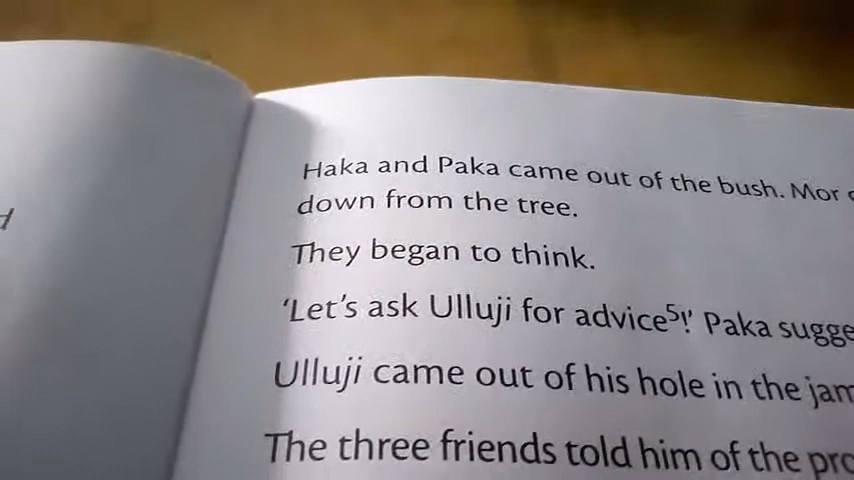 Haka and Paka came out of the bush. Mor
down from the tree.
They began to think.
'Let's ask Ulluji for advice⁵!' Paka
Ulluji came out of his hole in the
The three friends told him of the